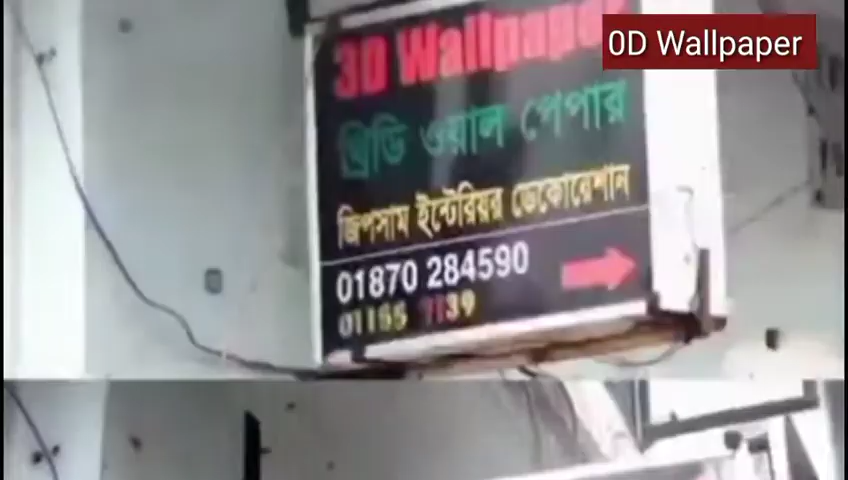 0D Wallpaper
3D Wallpaper
থ্রিডি ওয়াল পেপার
জিপসাম ইন্টেরিয়র ডেকোরেশান
01870 284590